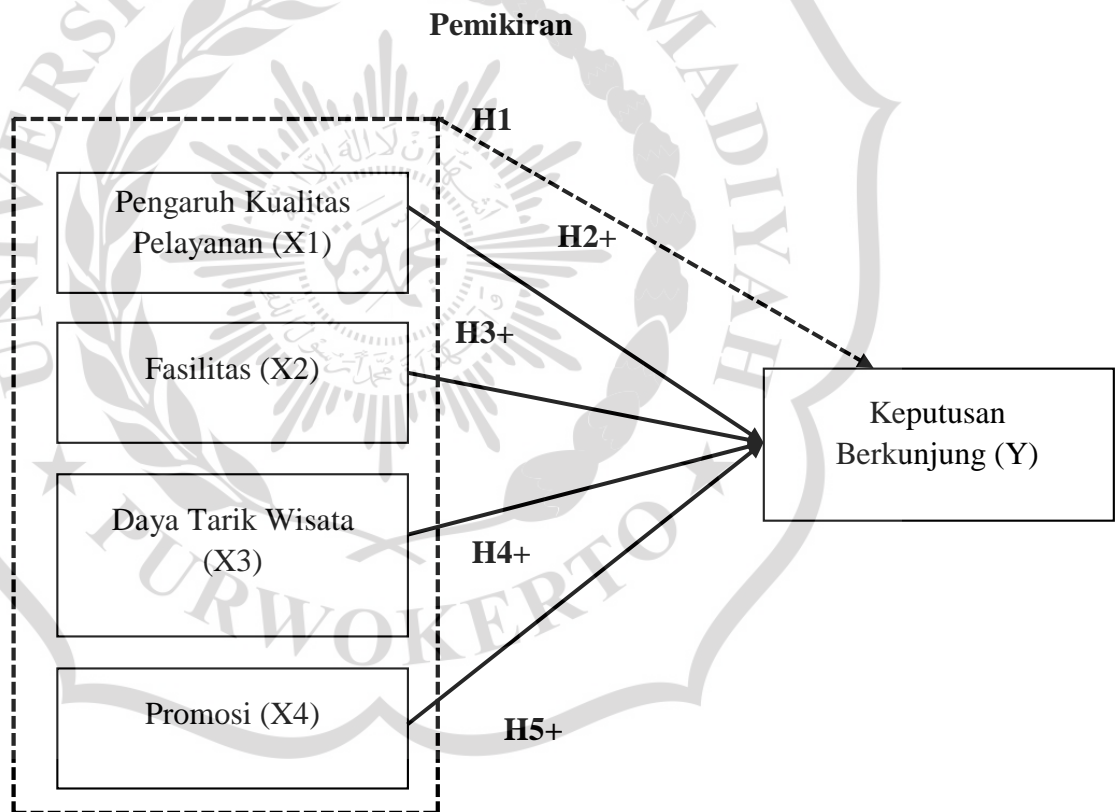 Pemikiran
H1
Pengaruh Kualitas
Pelayanan (X1)
H2+
H3+
Fasilitas (X2)
Keputusan
Berkunjung (Y)
Daya Tarik Wisata
(X3)
H4+
Promosi (X4)
H5+
PURWOKERTO